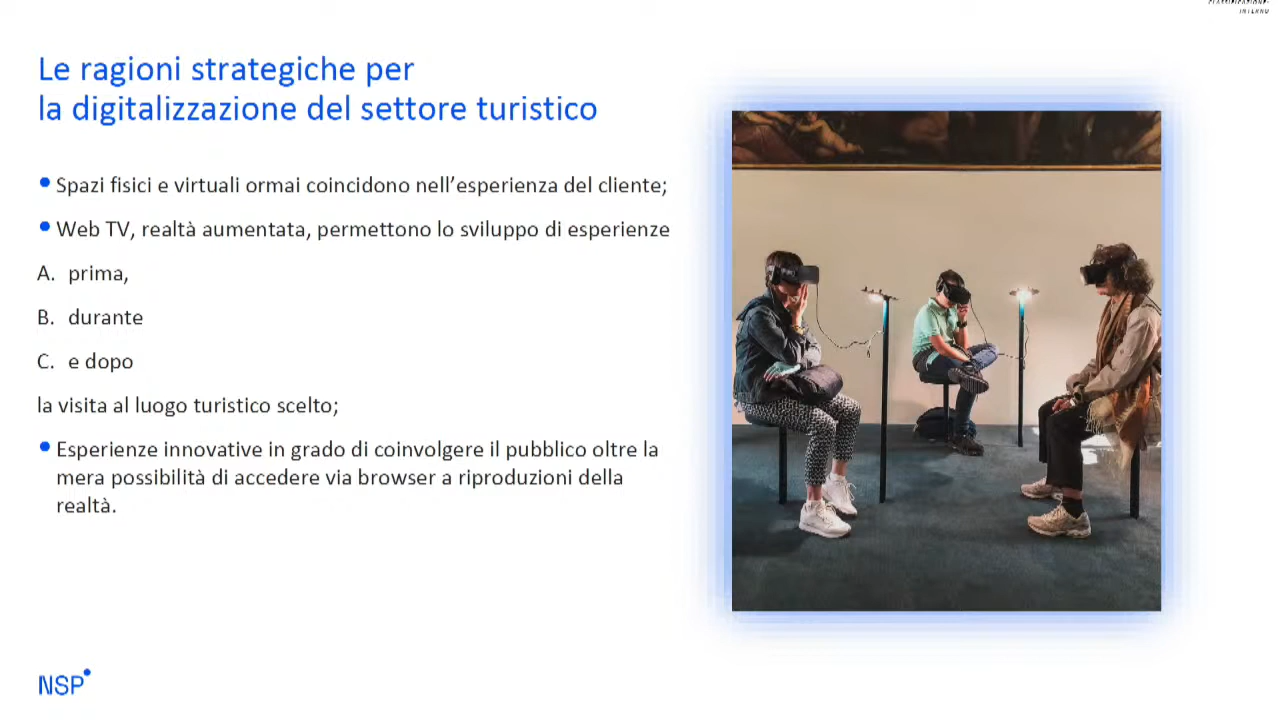 Le ragioni strategiche per
la digitalizzazione del settore turistico
Spazi fisici e virtuali ormai coincidono nell’esperienza del cliente;
Web TV, realtà aumentata, permettono lo sviluppo di esperienze
A. prima,
B. durante
C. e dopo
la visita al luogo turistico scelto;
Esperienze innovative in grado di coinvolgere il pubblico oltre la
mera possibilità di accedere via browser a riproduzioni della
realtà.
NSP